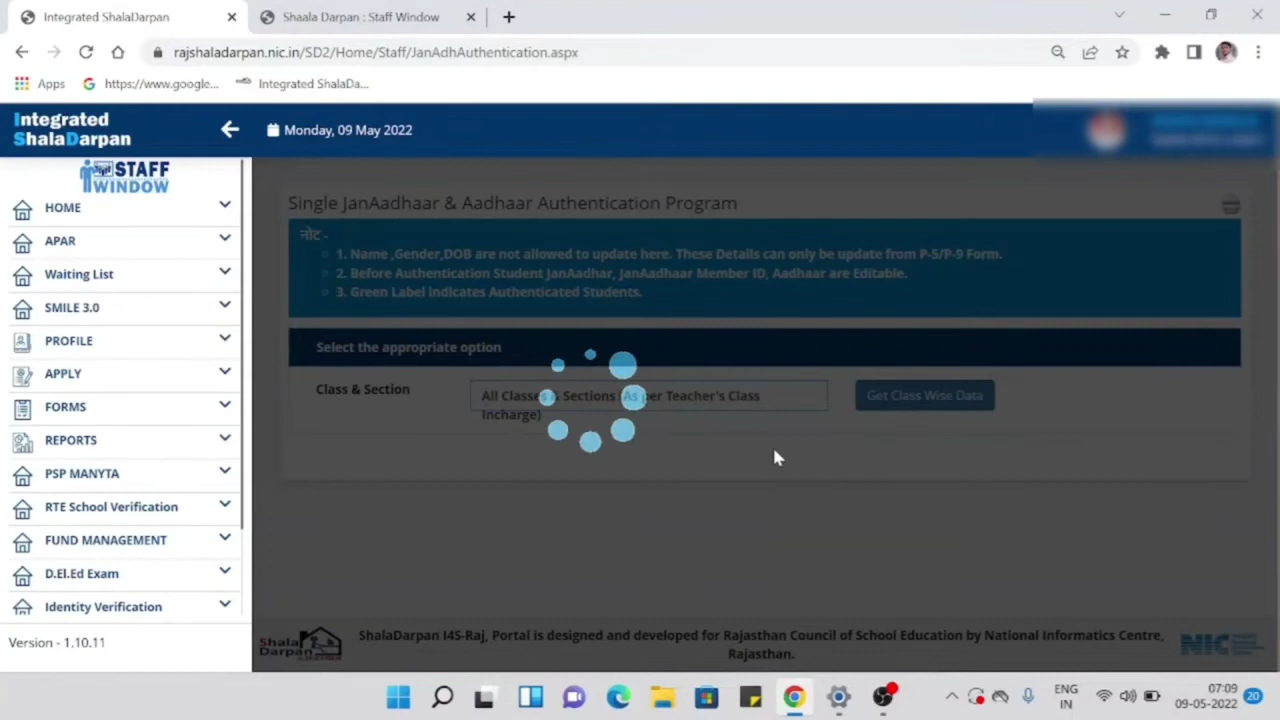 Integrated ShalaDarpan
Shaala Darpan : Staff Window
rajshaladarpan.nic.in/SD2/Home/Staff/JanAdhAuthentication.aspx
Apps
https://www.google...
Integrated ShalaDa...
Integrated
ShalaDarpan
Monday, 09 May 2022
STAFF
WINDOW
HOME
APAR
Waiting List
SMILE 3.0
PROFILE
APPLY
FORMS
REPORTS
PSP MANYTA
RTE School Verification
FUND MANAGEMENT
D.El.Ed Exam
Identity Verification
Version - 1.10.11
Single JanAadhaar & Aadhaar Authentication Program
नोट -
1. Name ,Gender,DOB are not allowed to update here. These Details can only be update from P-5/P-9 Form.
2. Before Authentication Student JanAadhar, JanAadhaar Member ID, Aadhaar are Editable.
3. Green Label Indicates Authenticated Students.
Select the appropriate option
Class & Section
All Classes & Sections (As per Teacher's Class
Incharge)
Get Class Wise Data
Shala
Darpan
ShalaDarpan I4S-Raj, Portal is designed and developed for Rajasthan Council of School Education by National Informatics Centre,
Rajasthan.
NIC
ENG
IN
07:09
09-05-2022
20